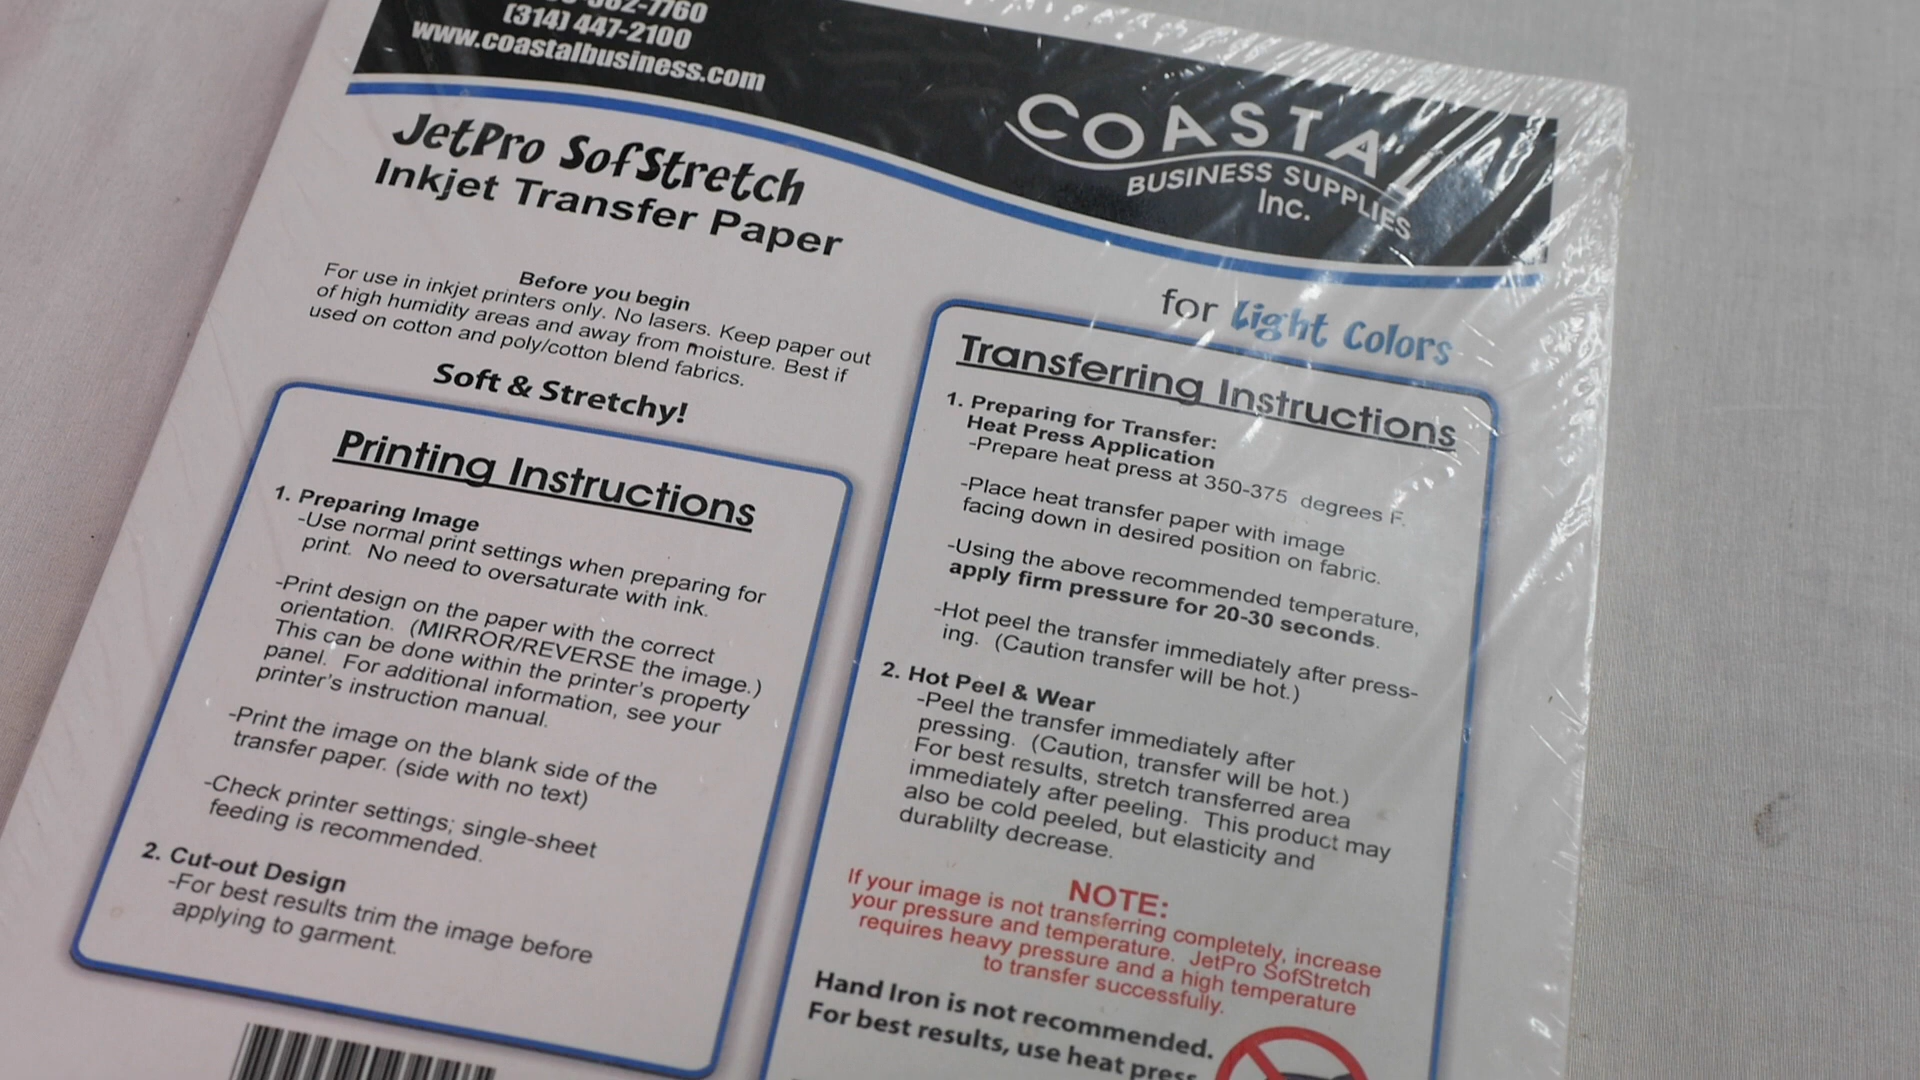 (314) 447-2100
www.coastalbusiness.com
COASTAL
BUSINESS SUPPLIES
Inc.
JetPro SofStretch
Inkjet Transfer Paper
for Light Colors
Before you begin
For use in inkjet printers only. No lasers. Keep paper out
of high humidity areas and away from moisture. Best if
used on cotton and poly/cotton blend fabrics.
Soft & Stretchy!
Printing Instructions
1. Preparing Image
-Use normal print settings when preparing for
print. No need to oversaturate with ink.
-Print design on the paper with the correct
orientation. (MIRROR/REVERSE the image.)
This can be done within the printer's property
panel. For additional information, see your
printer's instruction manual.
-Print the image on the blank side of the
transfer paper. (side with no text)
-Check printer settings; single-sheet
feeding is recommended.
2. Cut-out Design
-For best results trim the image before
applying to garment.
Transferring Instructions
1. Preparing for Transfer:
Heat Press Application
-Prepare heat press at 350-375 degrees F.
-Place heat transfer paper with image
facing down in desired position on fabric.
-Using the above recommended temperature,
apply firm pressure for 20-30 seconds.
-Hot peel the transfer immediately after press-
ing. (Caution transfer will be hot.)
2. Hot Peel & Wear
-Peel the transfer immediately after
pressing. (Caution, transfer will be hot.)
For best results, stretch transferred area
immediately after peeling. This product may
also be cold peeled, but elasticity and
durablilty decrease.
NOTE:
If your image is not transferring completely, increase
your pressure and temperature. JetPro SofStretch
requires heavy pressure and a high temperature
to transfer successfully.
Hand Iron is not recommended.
For best results, use heat press